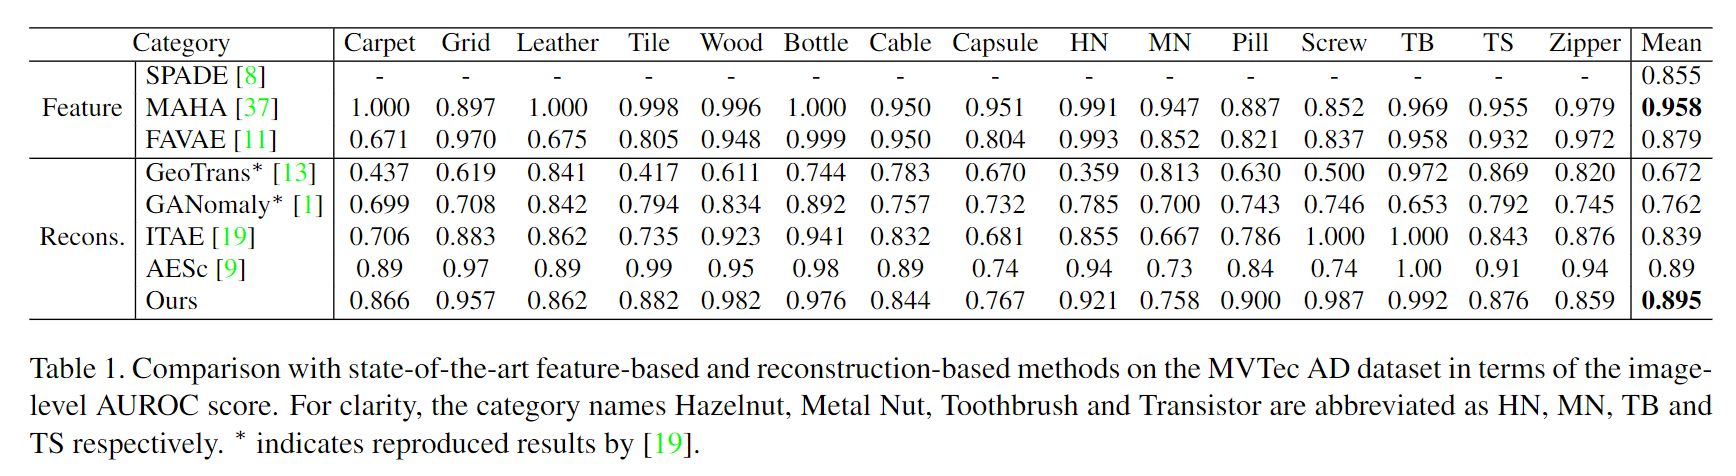 Category Carpet Grid Leather Tile Wood Bottle Cable Capsule HN MN Pill Screw TB TS Zipper Mean
SPADE [8] - - - - - - - - - - - - - - - 0.855
Feature MAHA [37] 1.000 0.897 1.000 0.998 0.996 1.000 0.950 0.951 0.991 0.947 0.887 0.852 0.969 0.955 0.979 0.958
FAVAE [11] 0.671 0.970 0.675 0.805 0.948 0.999 0.950 0.804 0.993 0.852 0.821 0.837 0.958 0.932 0.972 0.879
GeoTrans* [13] 0.437 0.619 0.841 0.417 0.611 0.744 0.783 0.670 0.359 0.813 0.630 0.500 0.972 0.869 0.820 0.672
GANomaly* [1] 0.699 0.708 0.842 0.794 0.834 0.892 0.757 0.732 0.785 0.700 0.743 0.746 0.653 0.792 0.745 0.762
Recons. ITAE [19] 0.706 0.883 0.862 0.735 0.923 0.941 0.832 0.681 0.855 0.667 0.786 1.000 1.000 0.843 0.876 0.839
AESc [9] 0.89 0.97 0.89 0.99 0.95 0.98 0.89 0.74 0.94 0.73 0.84 0.74 1.00 0.91 0.94 0.89
Ours 0.866 0.957 0.862 0.882 0.982 0.976 0.844 0.767 0.921 0.758 0.900 0.987 0.992 0.876 0.859 0.895
Table 1. Comparison with state-of-the-art feature-based and reconstruction-based methods on the MVTec AD dataset in terms of the image-
level AUROC score. For clarity, the category names Hazelnut, Metal Nut, Toothbrush and Transistor are abbreviated as HN, MN, TB and
TS respectively. * indicates reproduced results by [19].